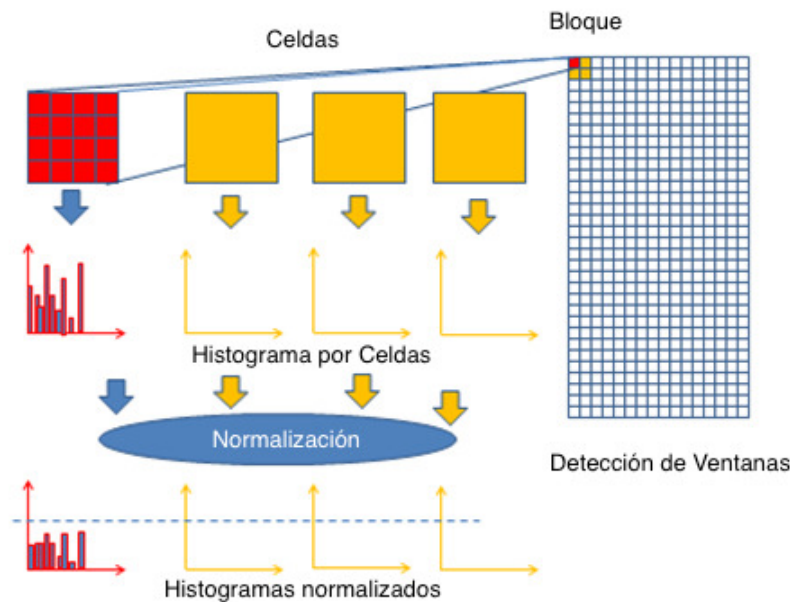 Bloque
Celdas
Histograma por Celdas
Normalización
Detección de Ventanas
Histogramas normalizados